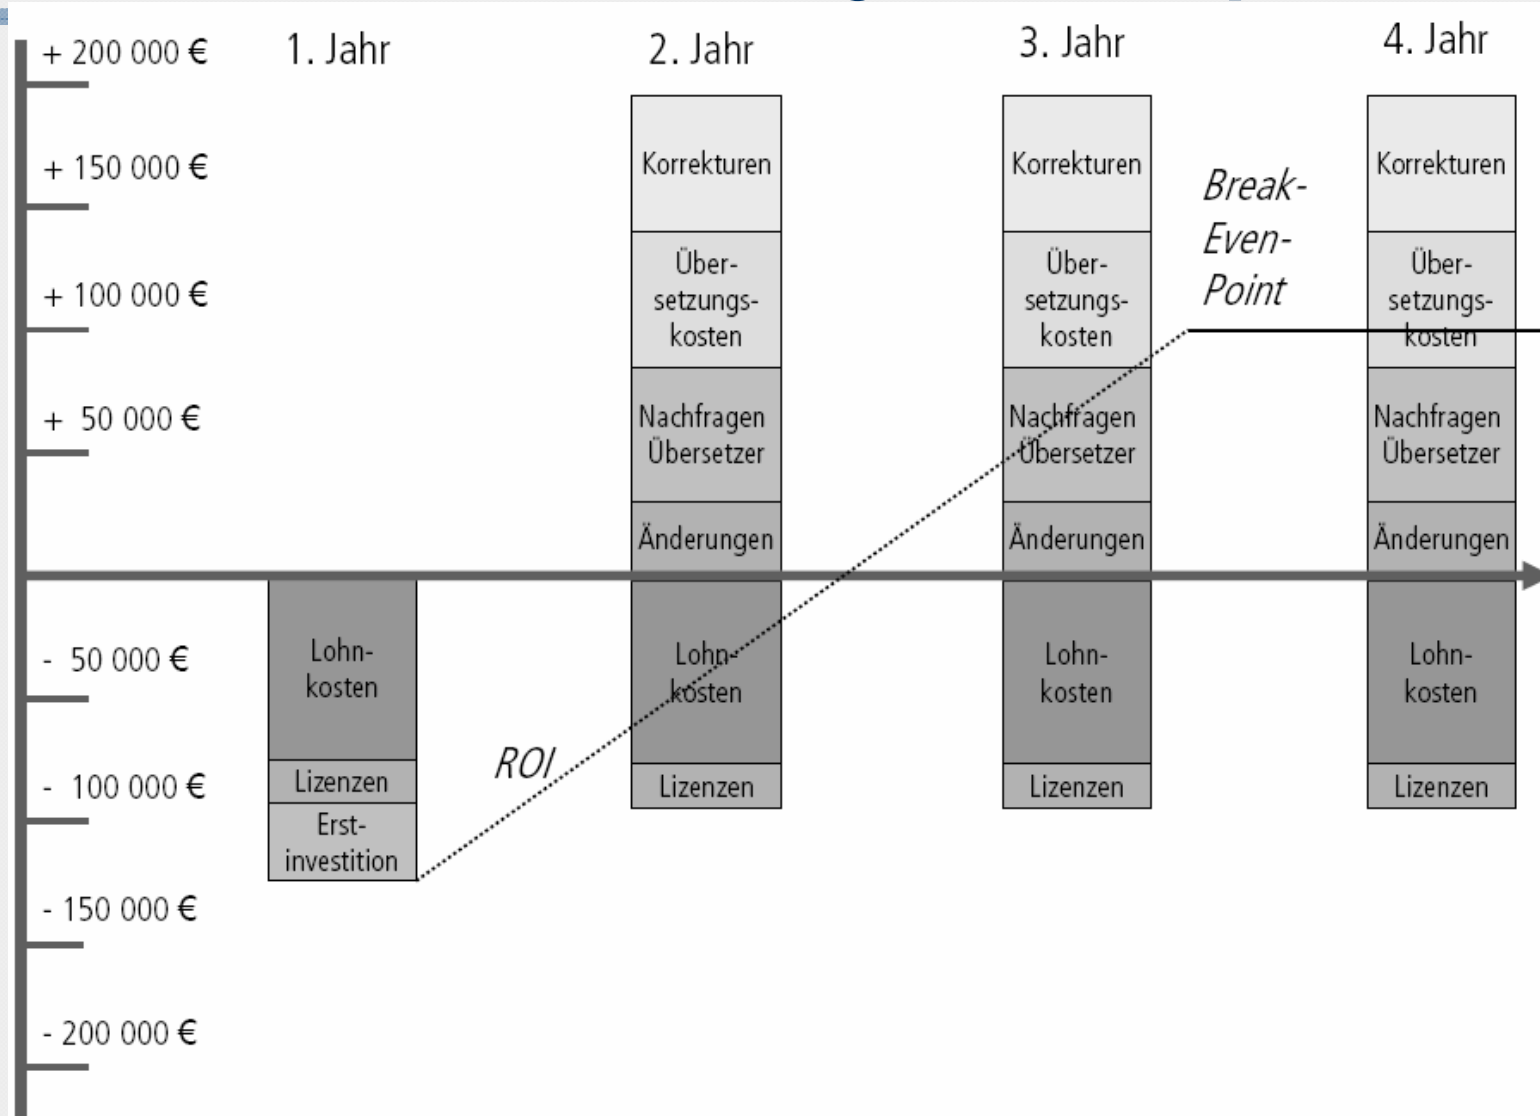 + 200 000 €
+ 150 000 €
+ 100 000 €
+ 50 000 €
- 50 000 €
- 100 000 €
- 150 000 €
- 200 000 €
1. Jahr
Lohn-
kosten
Lizenzen
Erst-
investition
ROI
2. Jahr
Korrekturen
Über-
setzungs-
kosten
Nachfragen
Übersetzer
Änderungen
Lohn-
kosten
Lizenzen
3. Jahr
Korrekturen
Über-
setzungs-
kosten
Nachfragen
Übersetzer
Änderungen
Lohn-
kosten
Lizenzen
Break-
Even-
Point
4. Jahr
Korrekturen
Über-
setzungs-
kosten
Nachfragen
Übersetzer
Änderungen
Lohn-
kosten
Lizenzen